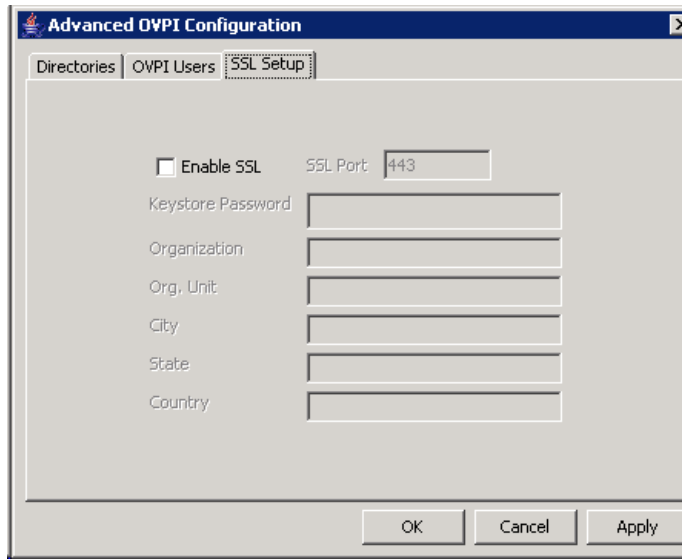 Advanced OVPI Configuration
Directories OVPI Users SSL Setup
Enable SSL SSL Port 443
Keystore Password
Organization
Org. Unit
City
State
Country
OK Cancel Apply